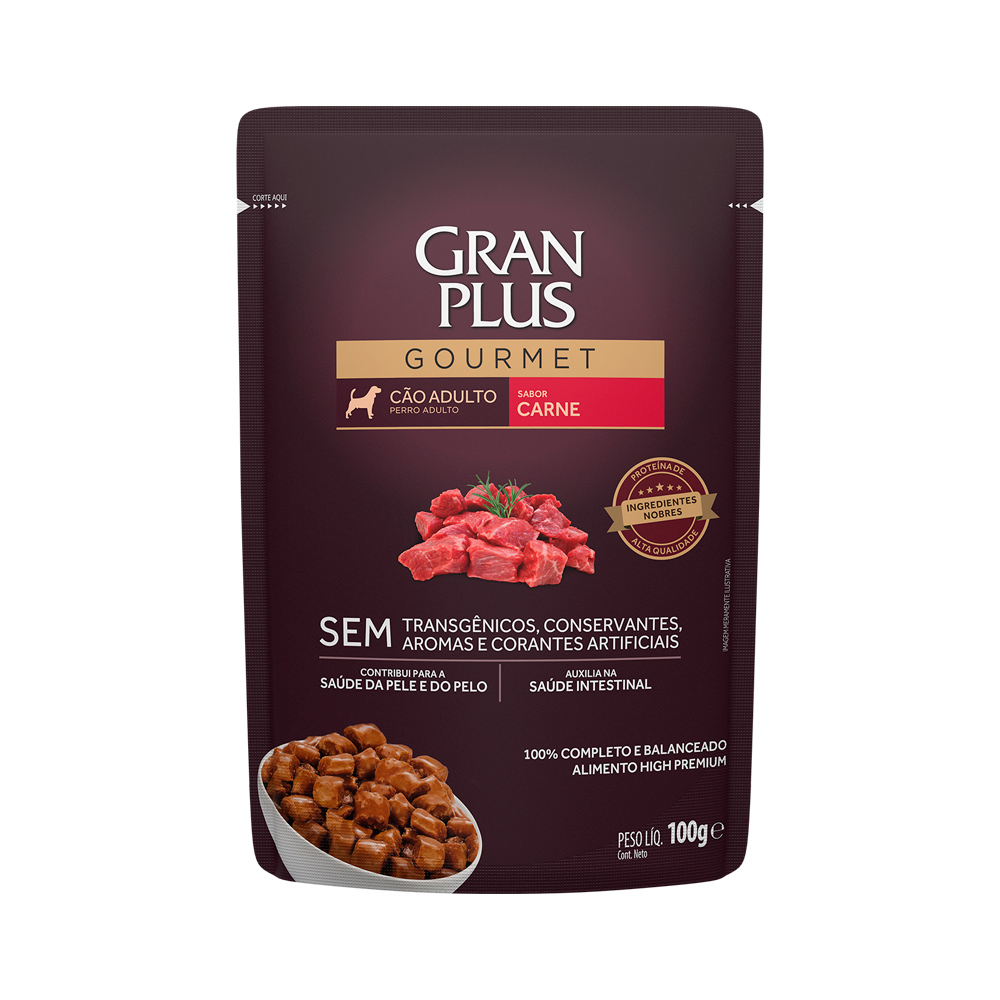 CORTE AQUI
GRAN
PLUS
GOURMET
CÃO ADULTO
PERRO ADULTO
SABOR
CARNE
PROTEÍNA DE
INGREDIENTES
NOBRES
ALTA QUALIDADE
IMAGEM MERAMENTE ILUSTRATIVA
SEM TRANSGÊNICOS, CONSERVANTES,
AROMAS E CORANTES ARTIFICIAIS
CONTRIBUI PARA A
SAÚDE DA PELE E DO PELO
AUXILIA NA
SAÚDE INTESTINAL
100% COMPLETO E BALANCEADO
ALIMENTO HIGH PREMIUM
PESO LÍQ. 100g e
Cont. Neto